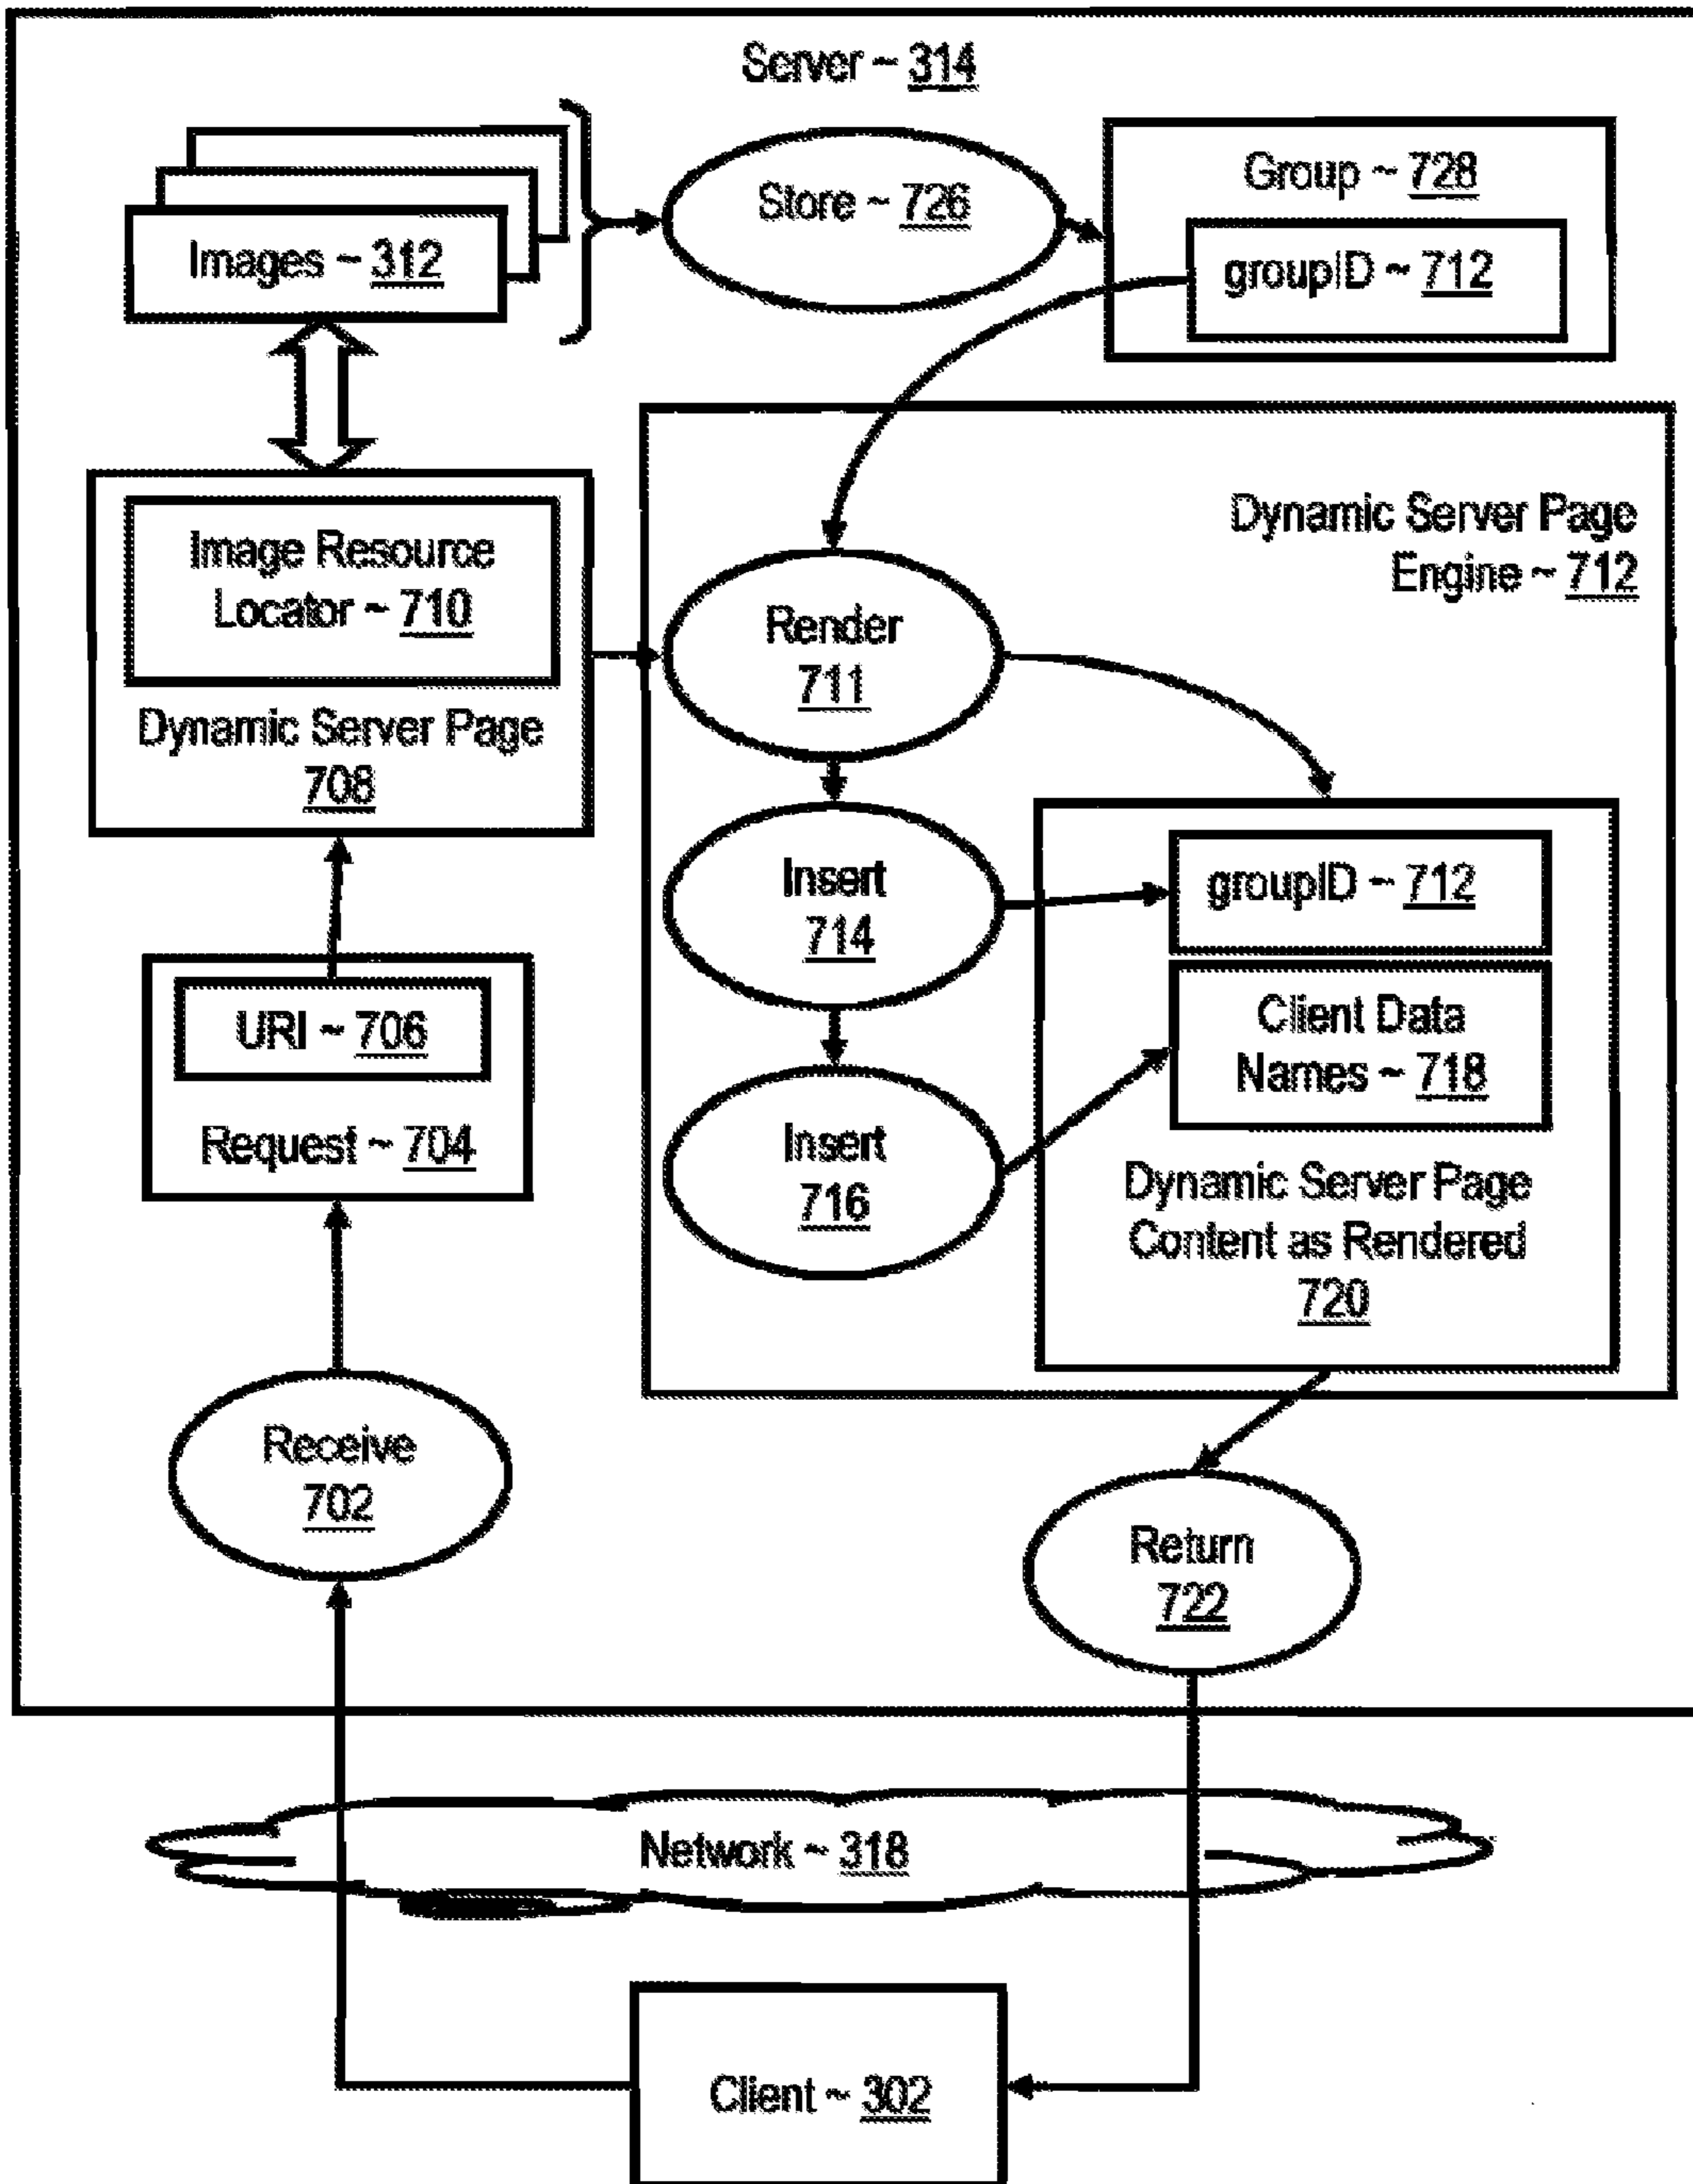 Server ~ 314
Images ~ 312
Store ~ 726
Group ~ 728
groupID ~ 712
Image Resource
Locator ~ 710
Dynamic Server Page
708
Dynamic Server Page
Engine ~ 712
Render
711
Insert
714
groupID ~ 712
Client Data
Names ~ 718
Insert
716
Dynamic Server Page
Content as Rendered
720
URI ~ 706
Request ~ 704
Receive
702
Return
722
Network ~ 318
Client ~ 302